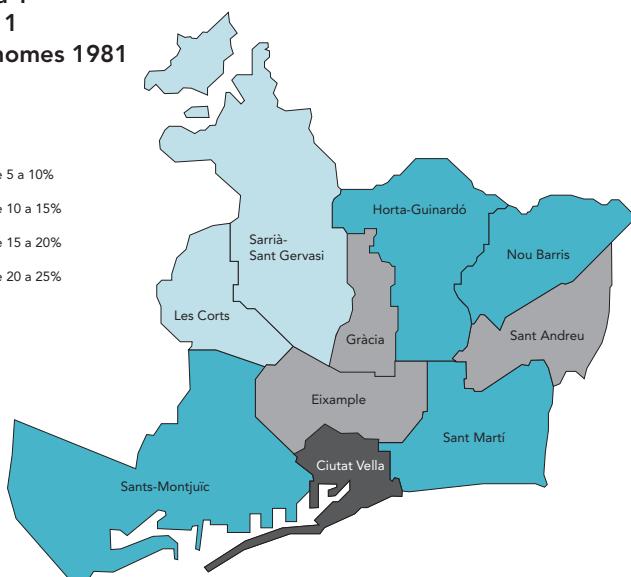 1
homes 1981
5 a 10%
10 a 15%
15 a 20%
20 a 25%
Horta-Guinardó
Sarrià-
Sant Gervasi
Nou Barris
Les Corts
Gràcia
Sant Andreu
Eixample
Sant Martí
Ciutat Vella
Sants-Montjuïc